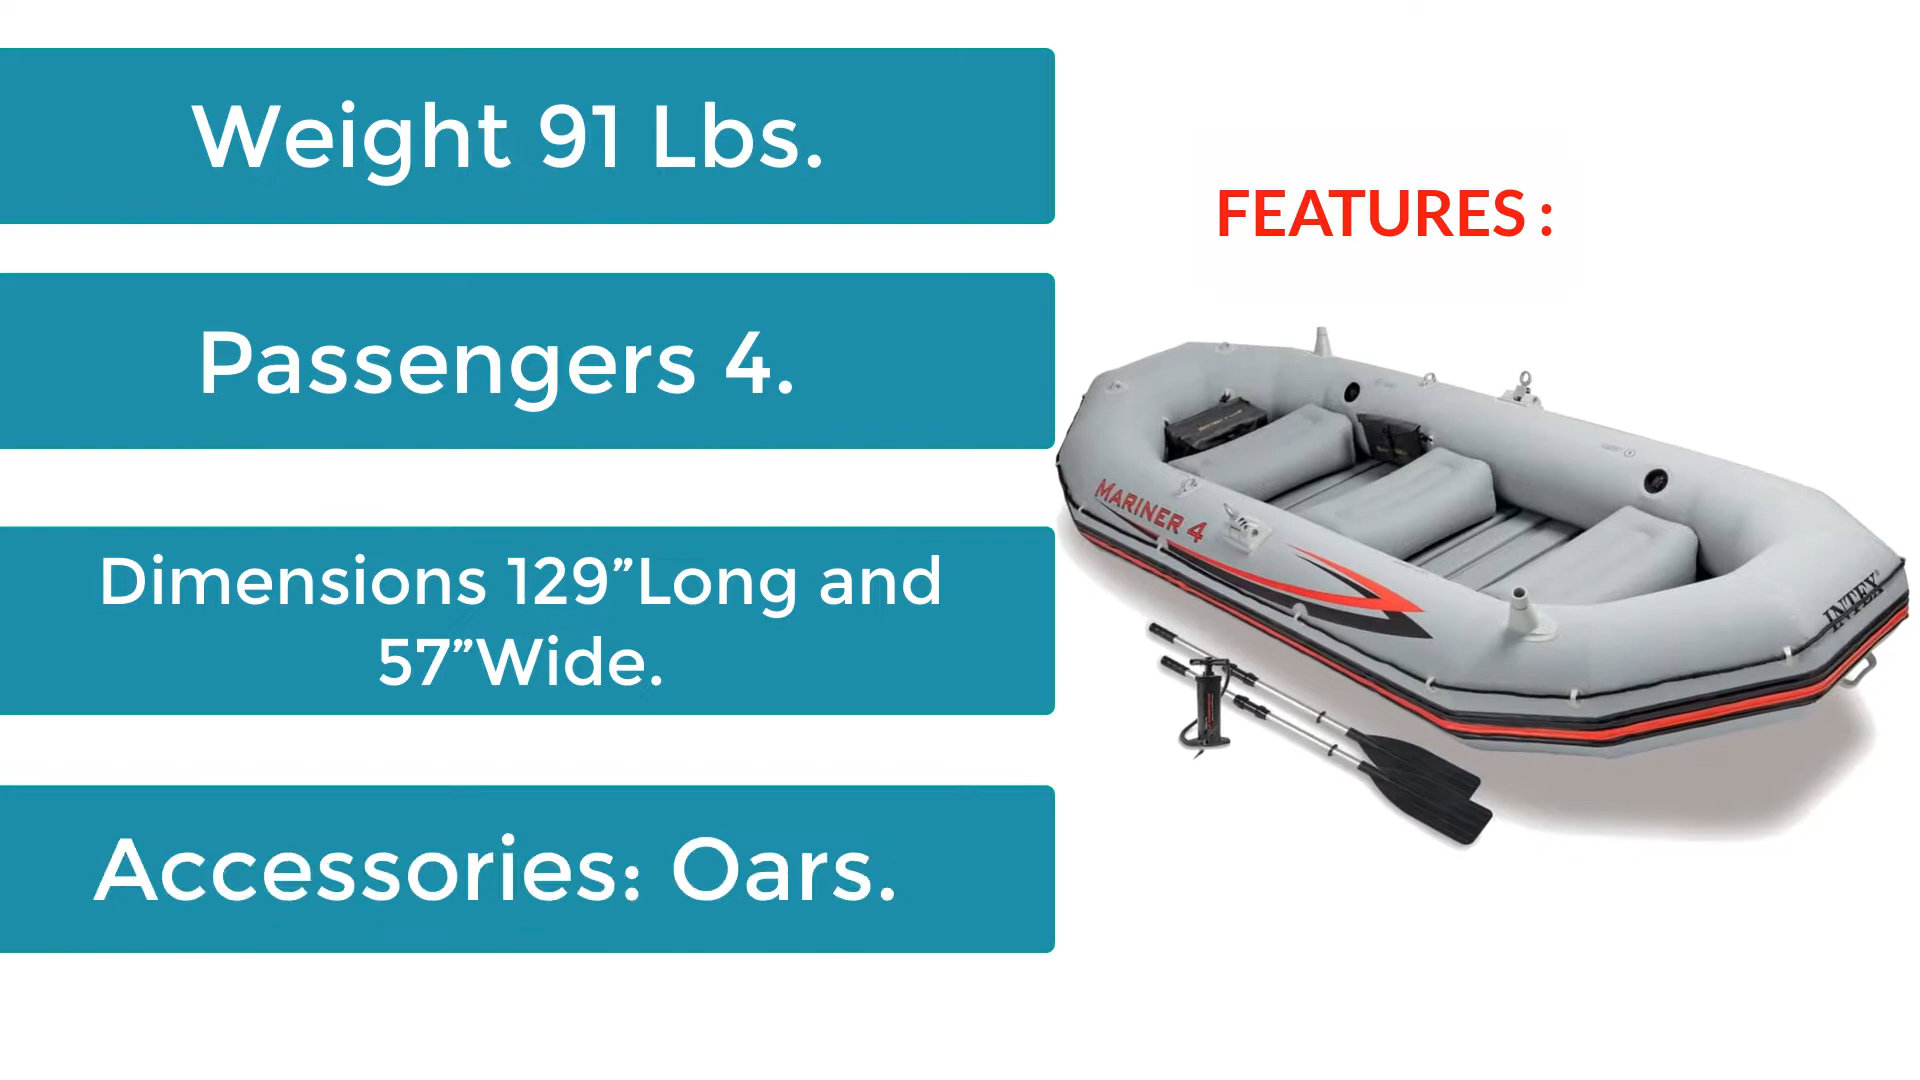 Weight 91 Lbs.
Passengers 4.
Dimensions 129”Long and
57”Wide.
Accessories: Oars.
FEATURES :
MARINER 4
INTEX